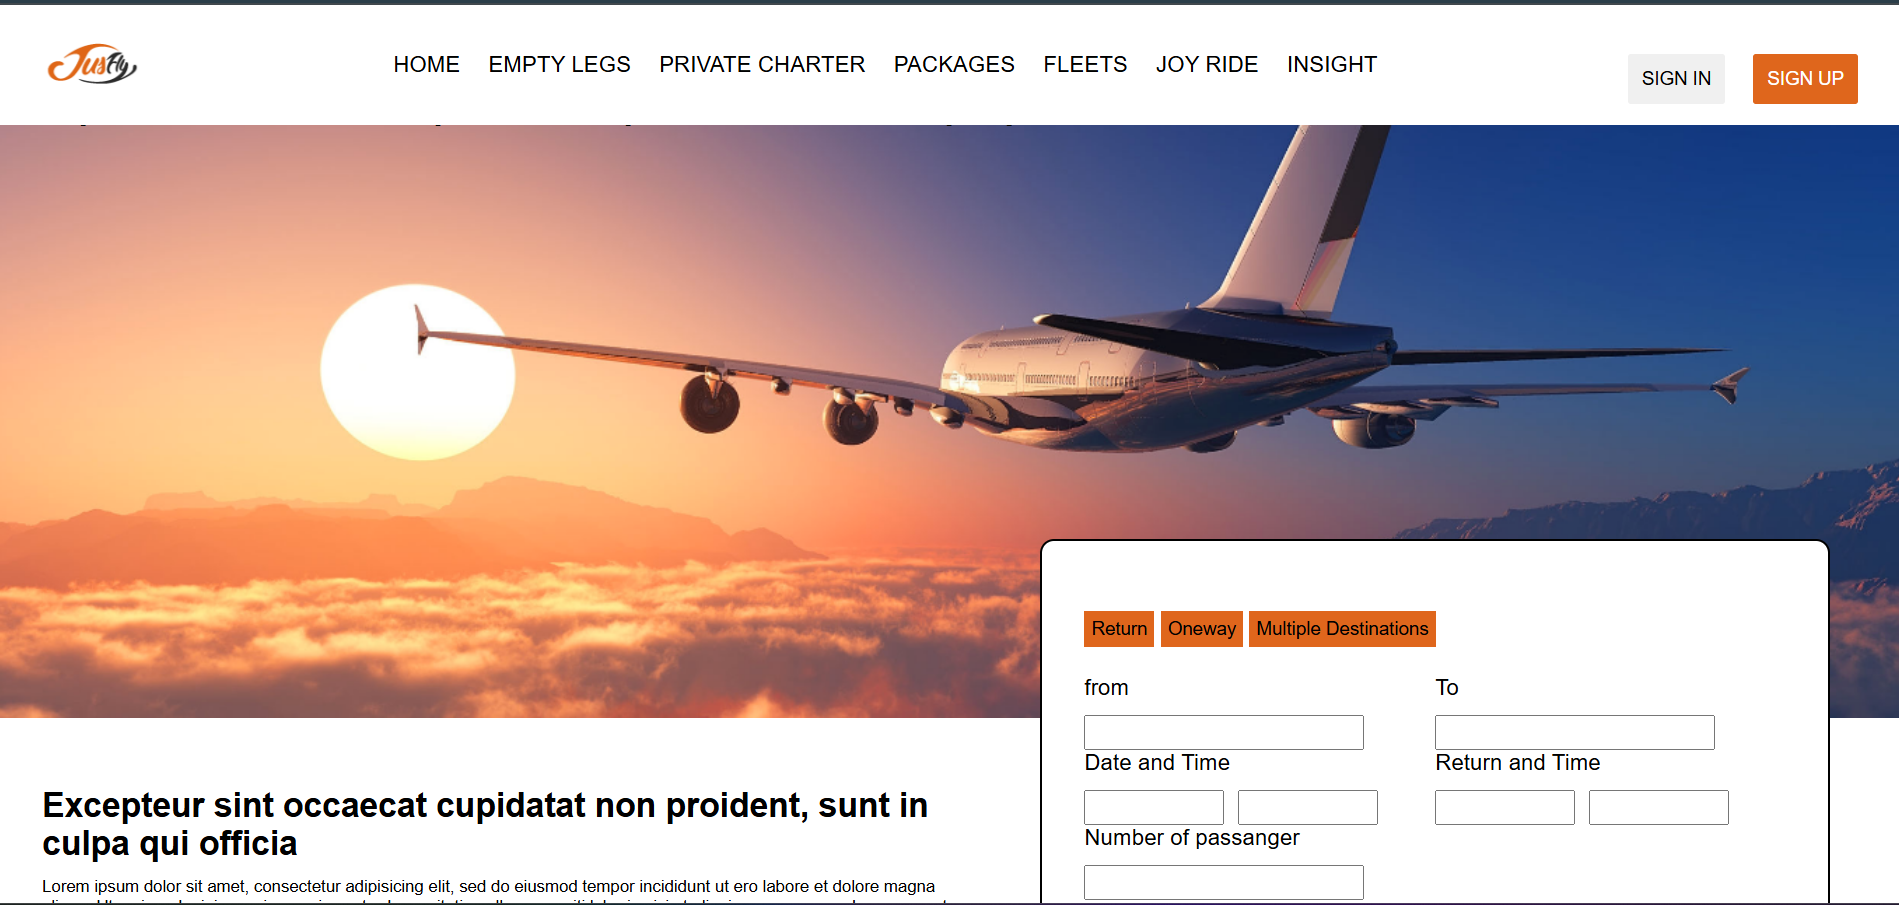 JusFly
HOME EMPTY LEGS PRIVATE CHARTER PACKAGES FLEETS JOY RIDE INSIGHT
SIGN IN SIGN UP
Return Oneway Multiple Destinations
from To
Date and Time Return and Time
Number of passanger
Excepteur sint occaecat cupidatat non proident, sunt in
culpa qui officia
Lorem ipsum dolor sit amet, consectetur adipisicing elit, sed do eiusmod tempor incididunt ut ero labore et dolore magna